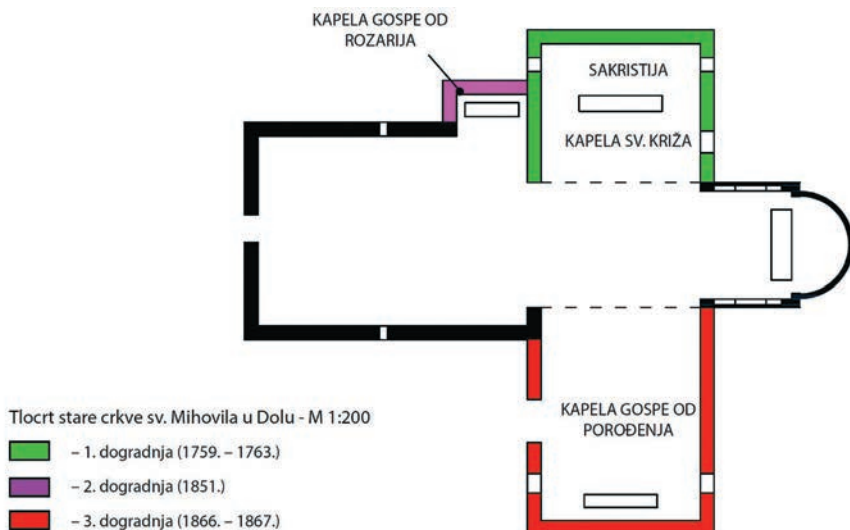 KAPELA GOSPE OD
ROZARIJA
SAKRISTIJA
KAPELA SV. KRIŽA
KAPELA GOSPE OD
POROĐENJA
Tlocrt stare crkve sv. Mihovila u Dolu - M 1:200
– 1. dogradnja (1759. – 1763.)
– 2. dogradnja (1851.)
– 3. dogradnja (1866. – 1867.)